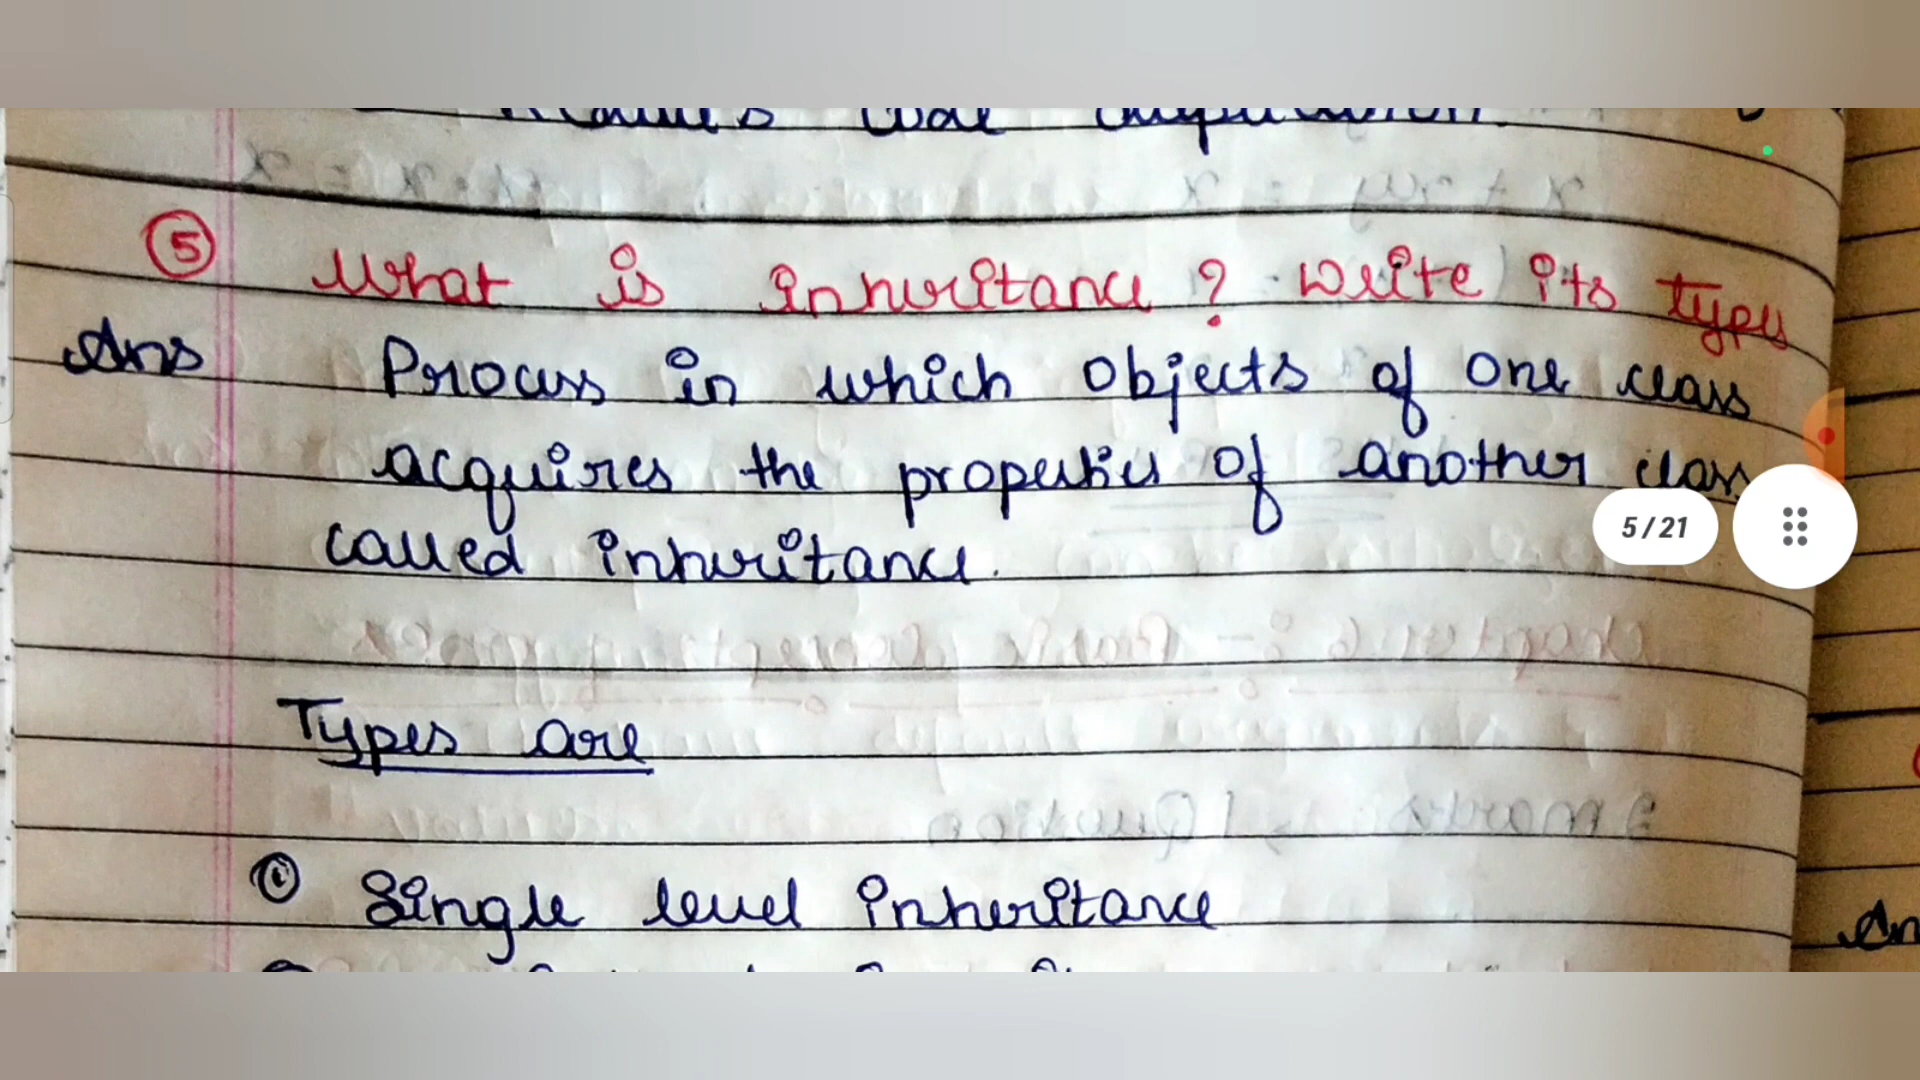 ⑤ What is inheritance? Write its types
Ans Process in which objects of one class
acquires the properties of another class
called inheritance.
5/21
Types are
① Single level inheritance